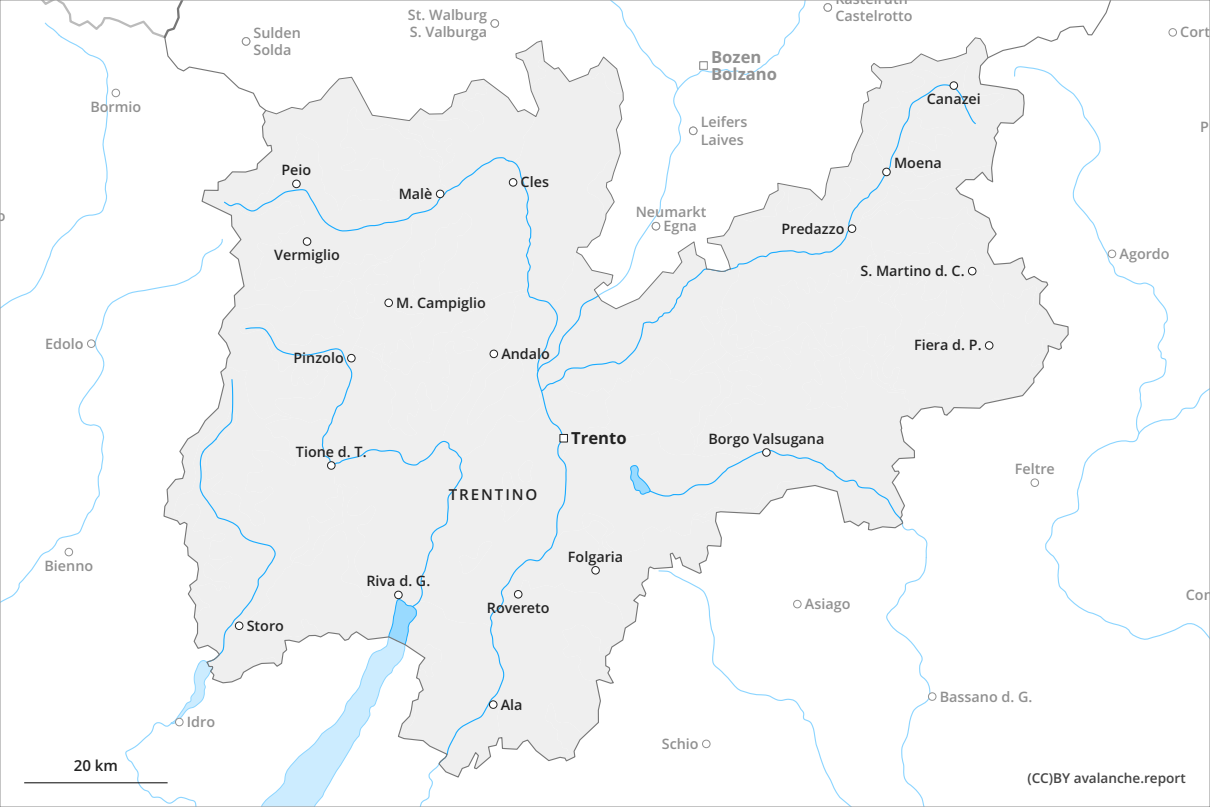 Kastelruth
Castelrotto
St. Walburg
S. Valburga
Sulden
Solda
Cort
Bozen
Bolzano
Bormio
Canazei
Leifers
Laives
P
Moena
Peio
Malè
Cles
Neumarkt
Egna
Predazzo
Vermiglio
Agordo
S. Martino d. C.
M. Campiglio
Edolo
Pinzolo
Andalo
Fiera d. P.
Trento
Borgo Valsugana
Tione d. T.
Feltre
TRENTINO
Bienno
Folgaria
Riva d. G.
Cor
Rovereto
Asiago
Storo
Ala
Bassano d. G.
Idro
Schio
20 km
(CC)BY avalanche.report